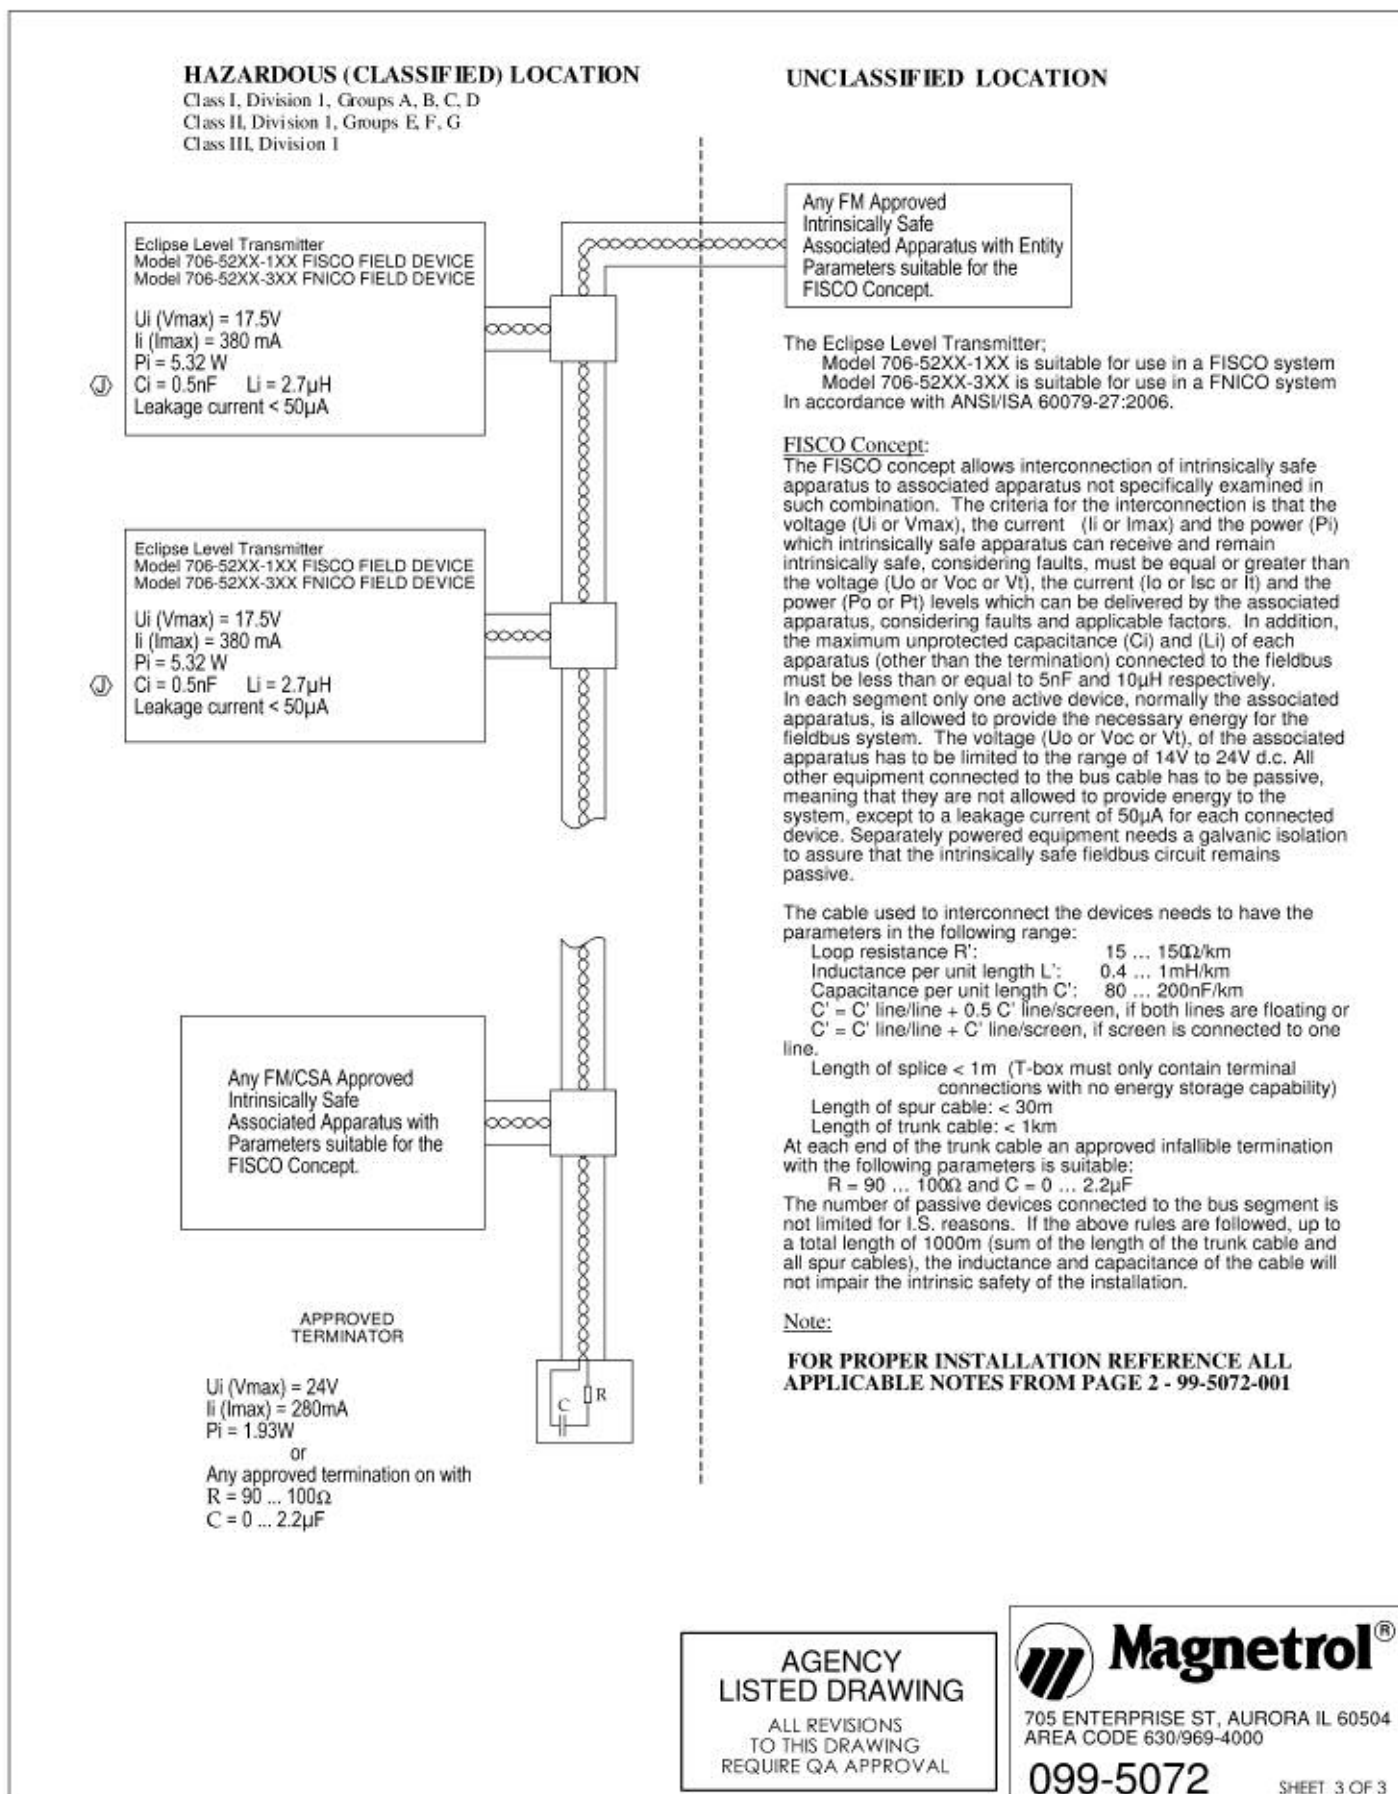 HAZARDOUS (CLASSIFIED) LOCATION
Class I, Division 1, Groups A, B, C, D
Class II, Division 1, Groups E, F, G
Class III, Division 1
UNCLASSIFIED LOCATION
Any FM Approved
Intrinsically Safe
Associated Apparatus with Entity
Parameters suitable for the
FISCO Concept.
Eclipse Level Transmitter
Model 706-52XX-1XX FISCO FIELD DEVICE
Model 706-52XX-3XX FNICO FIELD DEVICE
Ui (Vmax) = 17.5V
Ii (Imax) = 380 mA
Pi = 5.32 W
J Ci = 0.5nF Li = 2.7µH
Leakage current < 50µA
Eclipse Level Transmitter
Model 706-52XX-1XX FISCO FIELD DEVICE
Model 706-52XX-3XX FNICO FIELD DEVICE
Ui (Vmax) = 17.5V
Ii (Imax) = 380 mA
Pi = 5.32 W
J Ci = 0.5nF Li = 2.7µH
Leakage current < 50µA
Any FM/CSA Approved
Intrinsically Safe
Associated Apparatus with
Parameters suitable for the
FISCO Concept.
APPROVED
TERMINATOR
Ui (Vmax) = 24V
Ii (Imax) = 280mA
Pi = 1.93W
or
Any approved termination on with
R = 90 ... 100Ω
C = 0 ... 2.2µF
C R
The Eclipse Level Transmitter;
Model 706-52XX-1XX is suitable for use in a FISCO system
Model 706-52XX-3XX is suitable for use in a FNICO system
In accordance with ANSI/ISA 60079-27:2006.
FISCO Concept:
The FISCO concept allows interconnection of intrinsically safe
apparatus to associated apparatus not specifically examined in
such combination. The criteria for the interconnection is that the
voltage (Ui or Vmax), the current (Ii or Imax) and the power (Pi)
which intrinsically safe apparatus can receive and remain
intrinsically safe, considering faults, must be equal or greater than
the voltage (Uo or Voc or Vt), the current (Io or Isc or It) and the
power (Po or Pt) levels which can be delivered by the associated
apparatus, considering faults and applicable factors. In addition,
the maximum unprotected capacitance (Ci) and (Li) of each
apparatus (other than the termination) connected to the fieldbus
must be less than or equal to 5nF and 10µH respectively.
In each segment only one active device, normally the associated
apparatus, is allowed to provide the necessary energy for the
fieldbus system. The voltage (Uo or Voc or Vt), of the associated
apparatus has to be limited to the range of 14V to 24V d.c. All
other equipment connected to the bus cable has to be passive,
meaning that they are not allowed to provide energy to the
system, except to a leakage current of 50µA for each connected
device. Separately powered equipment needs a galvanic isolation
to assure that the intrinsically safe fieldbus circuit remains
passive.
The cable used to interconnect the devices needs to have the
parameters in the following range:
Loop resistance R': 15 ... 150Ω/km
Inductance per unit length L': 0.4 ... 1mH/km
Capacitance per unit length C': 80 ... 200nF/km
C' = C' line/line + 0.5 C' line/screen, if both lines are floating or
C' = C' line/line + C' line/screen, if screen is connected to one
line.
Length of splice < 1m (T-box must only contain terminal
connections with no energy storage capability)
Length of spur cable: < 30m
Length of trunk cable: < 1km
At each end of the trunk cable an approved infallible termination
with the following parameters is suitable:
R = 90 ... 100Ω and C = 0 ... 2.2µF
The number of passive devices connected to the bus segment is
not limited for I.S. reasons. If the above rules are followed, up to
a total length of 1000m (sum of the length of the trunk cable and
all spur cables), the inductance and capacitance of the cable will
not impair the intrinsic safety of the installation.
Note:
FOR PROPER INSTALLATION REFERENCE ALL
APPLICABLE NOTES FROM PAGE 2 - 99-5072-001
AGENCY
LISTED DRAWING
ALL REVISIONS
TO THIS DRAWING
REQUIRE QA APPROVAL
Magnetrol®
705 ENTERPRISE ST, AURORA IL 60504
AREA CODE 630/969-4000
099-5072 SHEET 3 OF 3